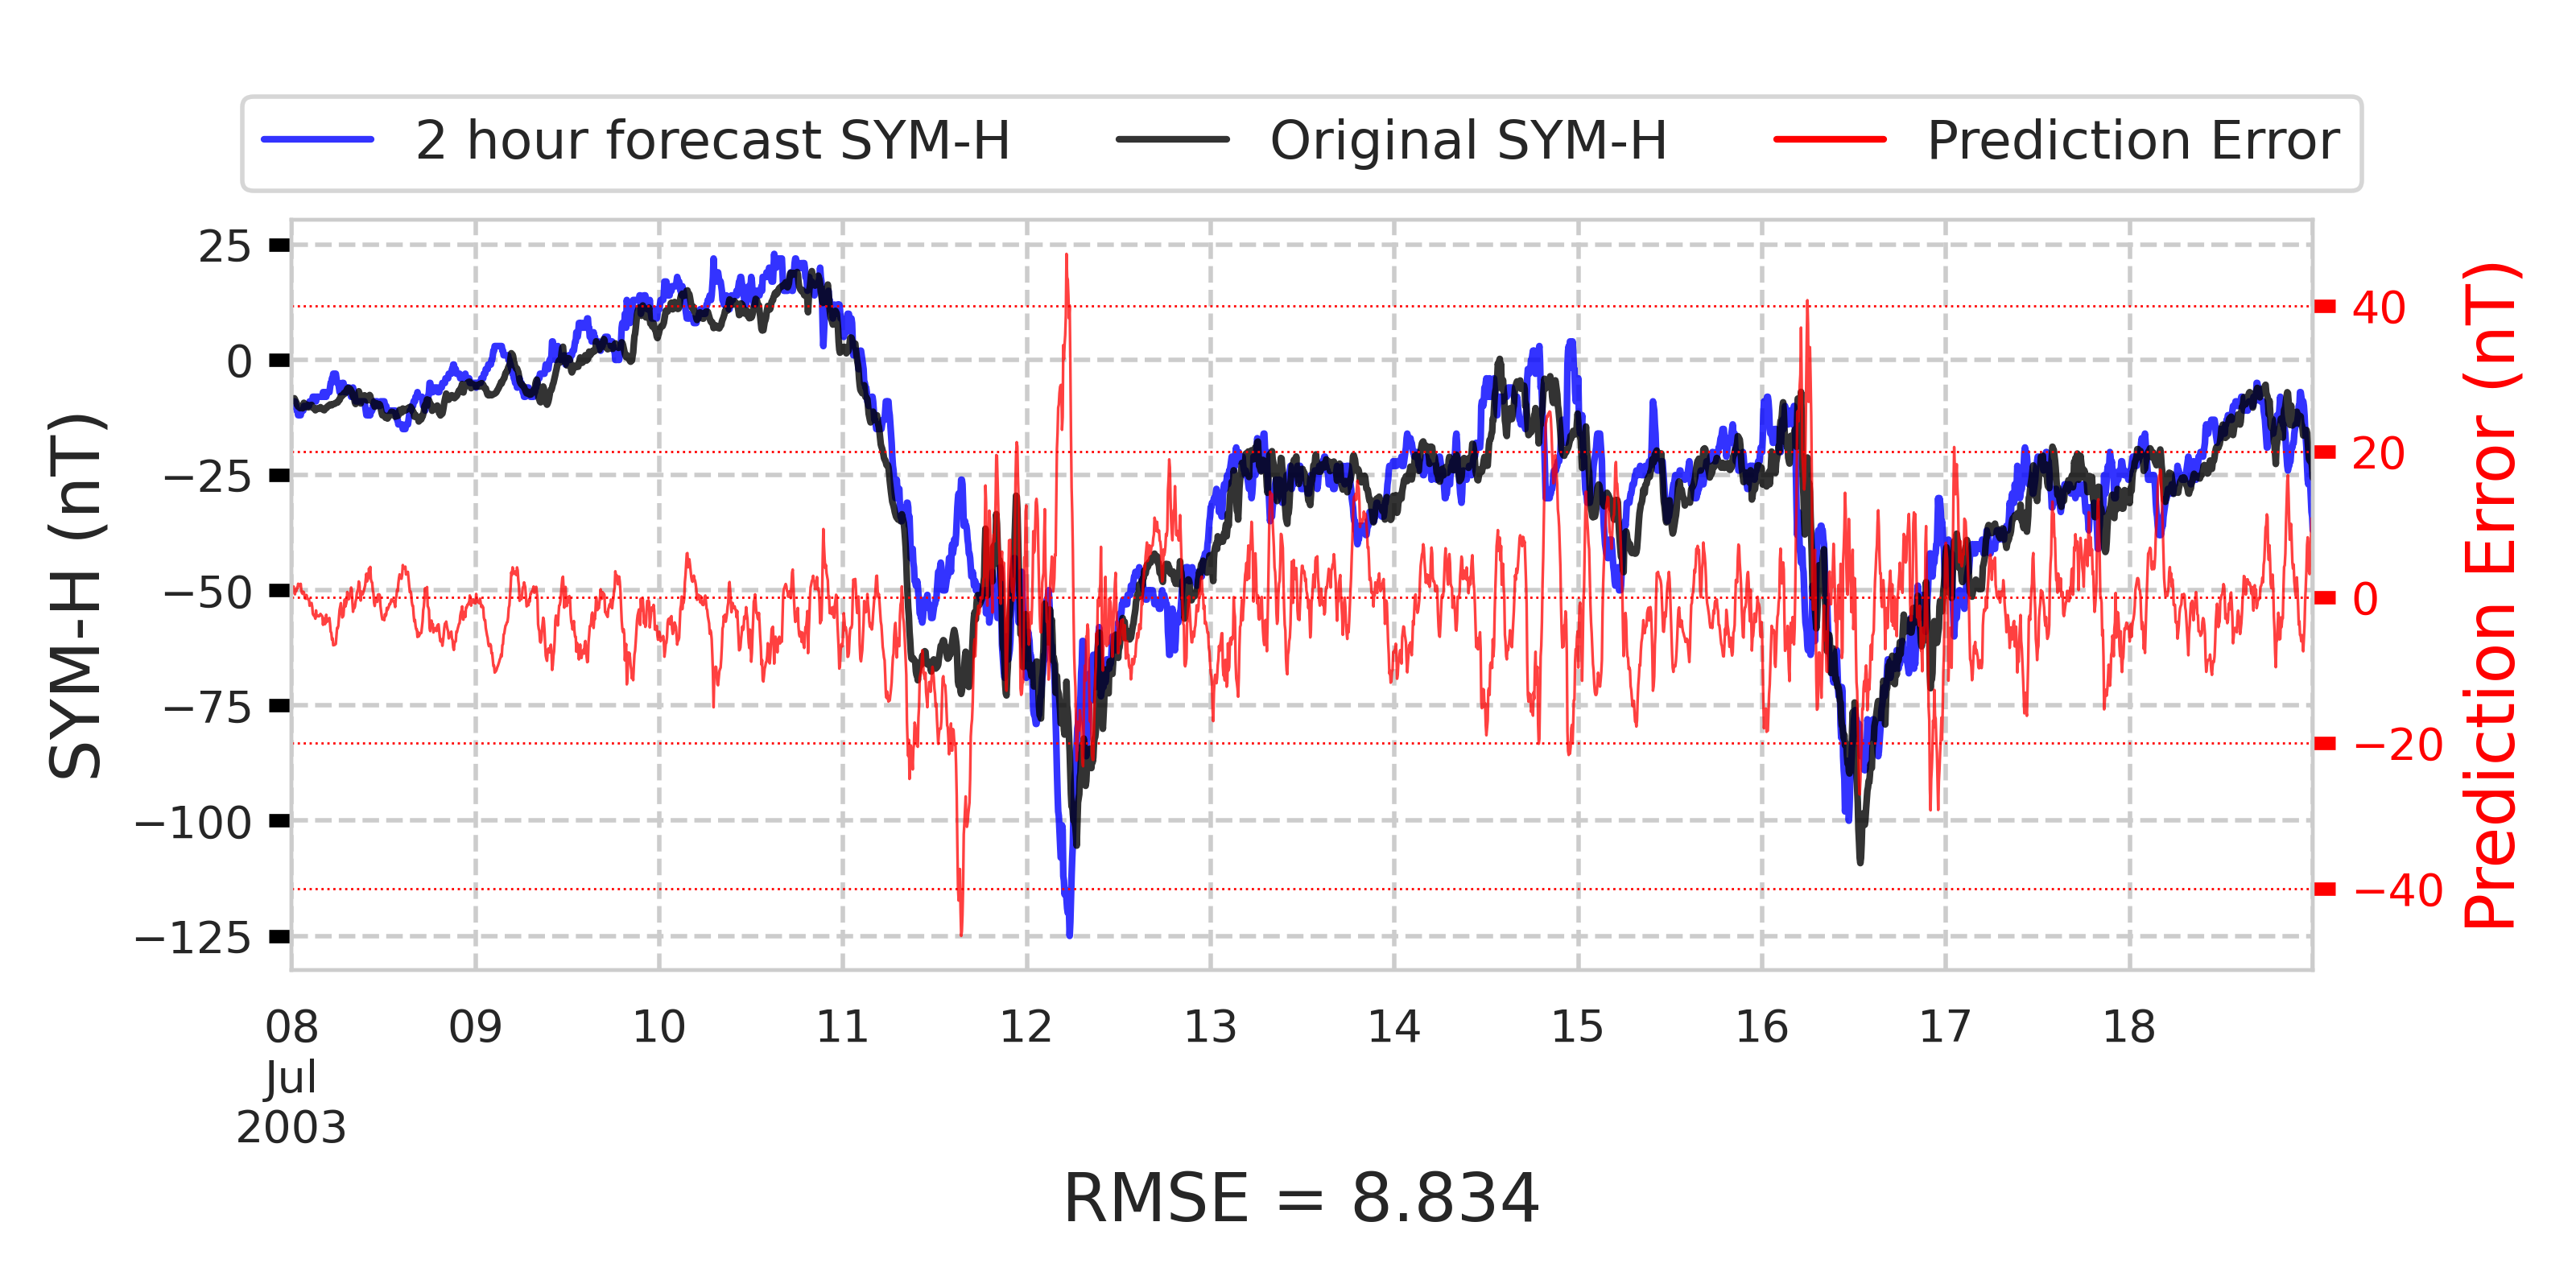 2 hour forecast SYM-H Original SYM-H Prediction Error
SYM-H (nT)
25
0
−25
−50
−75
−100
−125
40
20
0
−20
−40
Prediction Error (nT)
08 09 10 11 12 13 14 15 16 17 18
Jul
2003
RMSE = 8.834